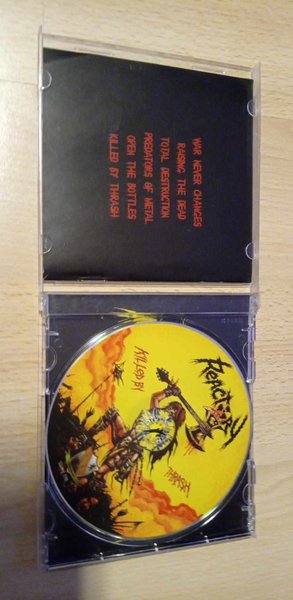 WAR NEVER CHANGES
RAISING THE DEAD
TOTAL DESTRUCTION
PREDATORS OF METAL
OPEN THE BOTTLES
KILLED BY THRASH
REACTORY
KILLED BY
THRASH